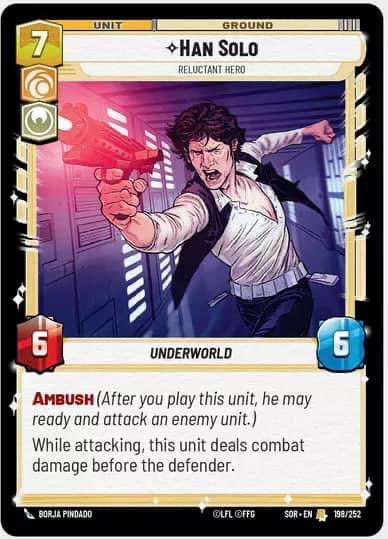 UNIT GROUND
7
✧HAN SOLO
RELUCTANT HERO
6 6
UNDERWORLD
AMBUSH (After you play this unit, he may
ready and attack an enemy unit.)
While attacking, this unit deals combat
damage before the defender.
BORJA PINDADO ©LFL ©FFG SOR • EN R 198/252